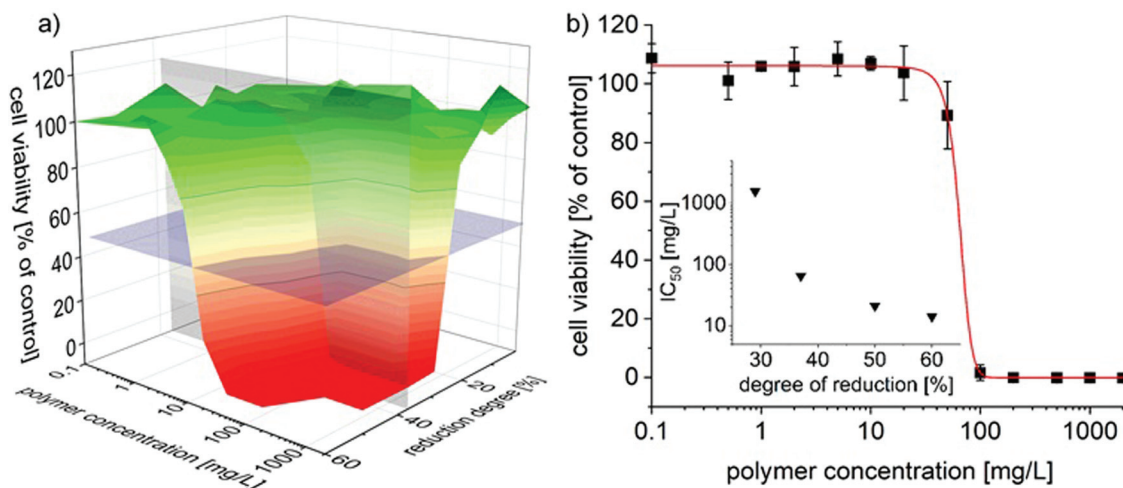 a)
cell viability [% of control]
120
100
80
60
40
20
0
0.1
1
10
100
1000
polymer concentration [mg/L]
60
40
20
reduction degree [%]
b)
cell viability [% of control]
120
100
80
60
40
20
0
IC50 [mg/L]
1000
100
10
30 40 50 60
degree of reduction [%]
0.1 1 10 100 1000
polymer concentration [mg/L]